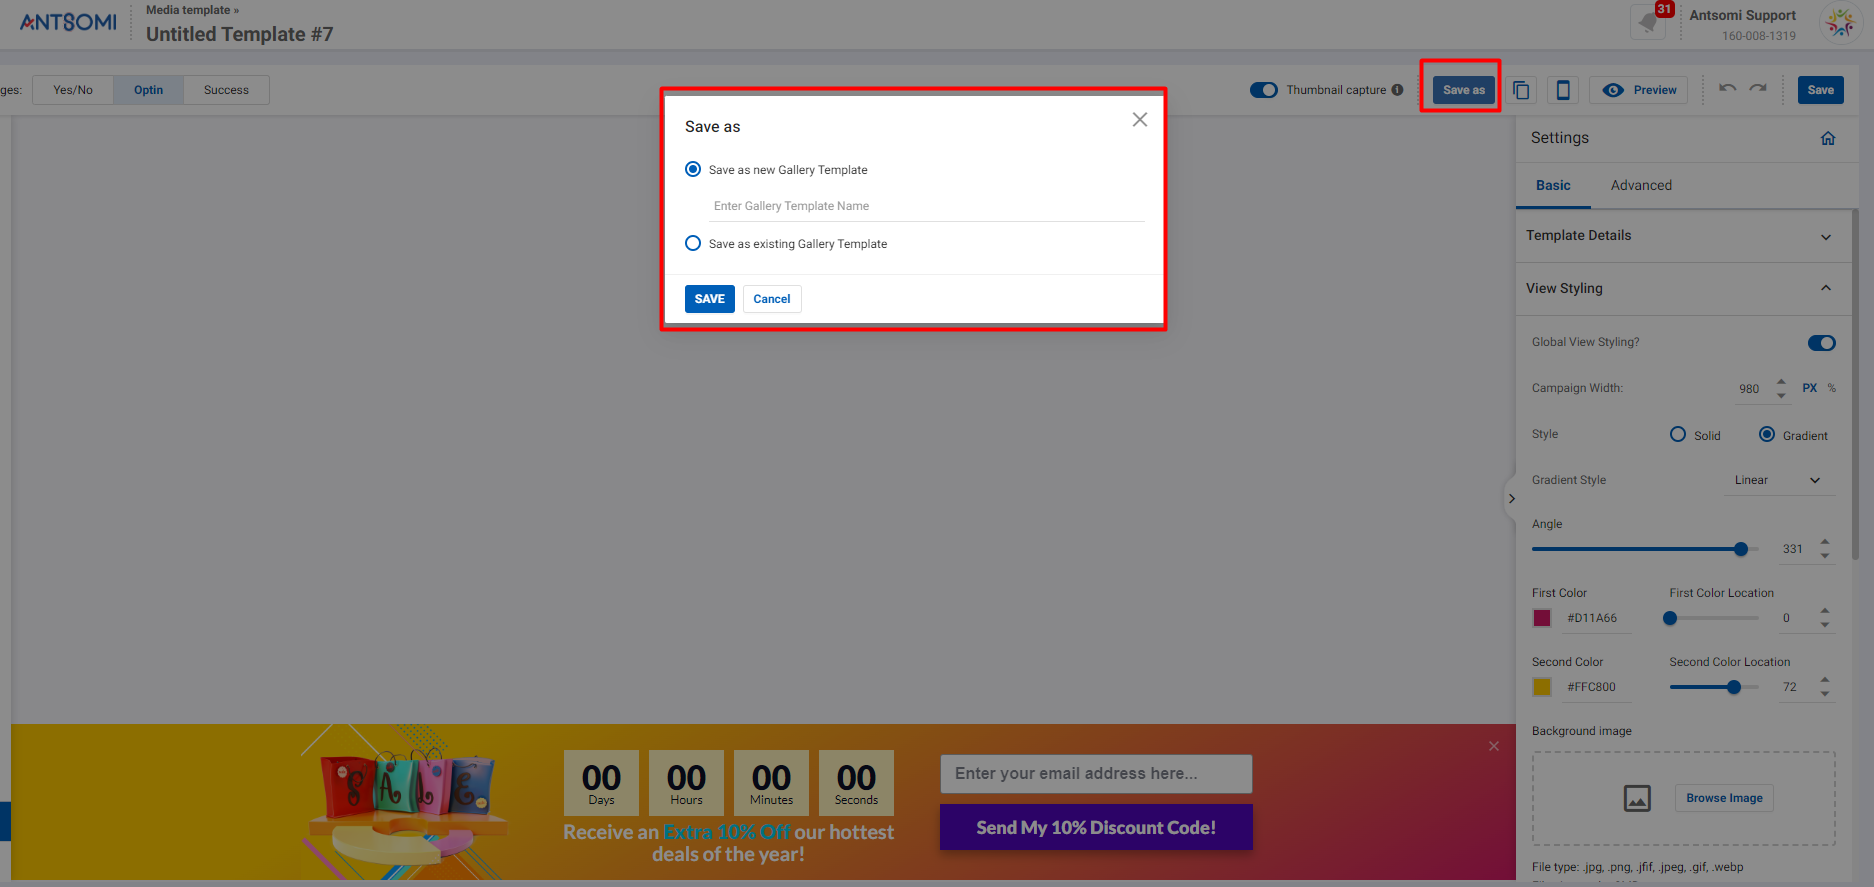 ANTSOMI
Media template »
Untitled Template #7
31
Antsomi Support
160-008-1319
ges:
Yes/No
Optin
Success
Thumbnail capture
Save as
Preview
Save
Save as
Save as new Gallery Template
Enter Gallery Template Name
Save as existing Gallery Template
SAVE
Cancel
Settings
Basic
Advanced
Template Details
View Styling
Global View Styling?
Campaign Width:
980
PX
%
Style
Solid
Gradient
Gradient Style
Linear
Angle
331
First Color
First Color Location
#D11A66
0
Second Color
Second Color Location
#FFC800
72
Background image
Browse Image
File type: .jpg, .png, .jfif, .jpeg, .gif, .webp
SALE
00
Days
00
Hours
00
Minutes
00
Seconds
Receive an Extra 10% Off our hottest
deals of the year!
Enter your email address here...
Send My 10% Discount Code!